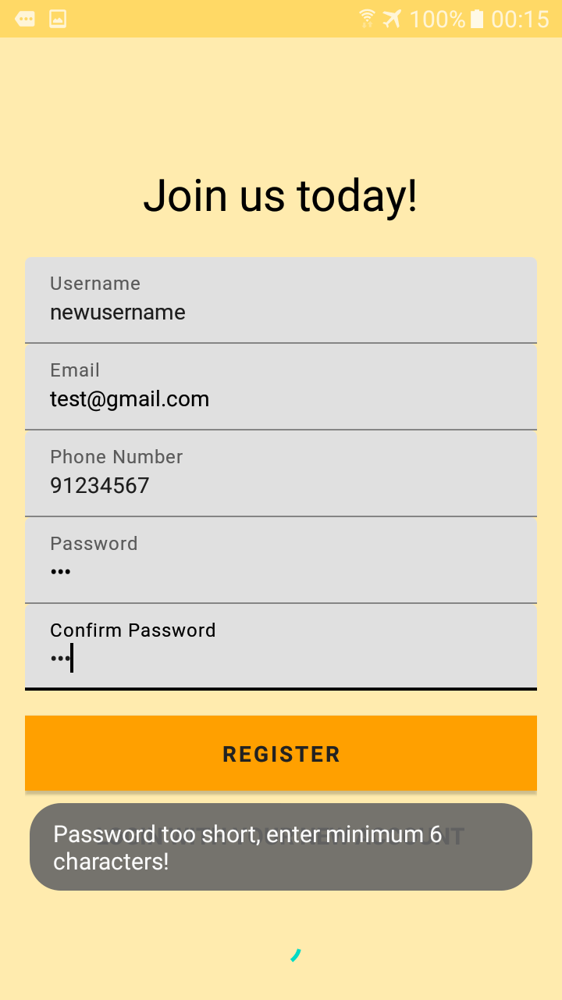 100% 00:15
Join us today!
Username
newusername
Email
test@gmail.com
Phone Number
91234567
Password
•••
Confirm Password
•••
REGISTER
Password too short, enter minimum 6
characters!